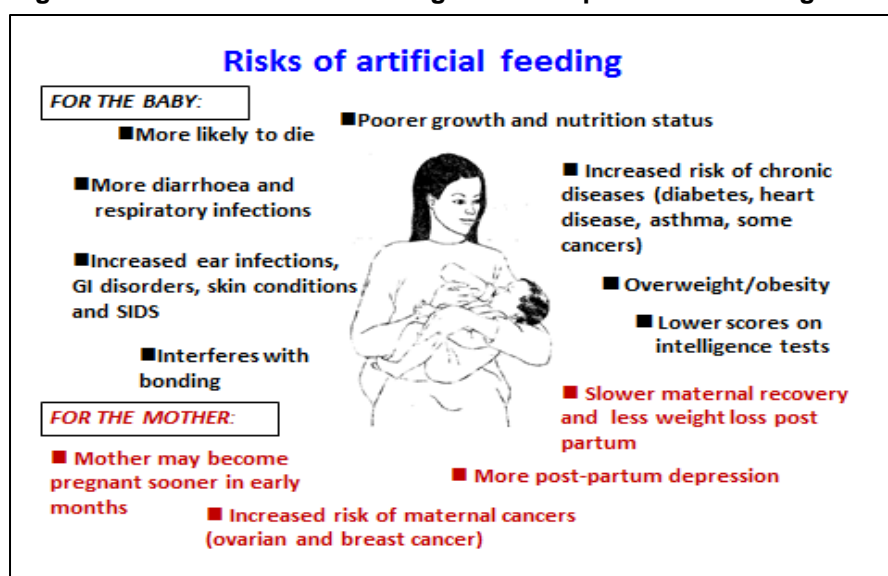 Risks of artificial feeding
FOR THE BABY:
■More likely to die
■Poorer growth and nutrition status
■More diarrhoea and
respiratory infections
■ Increased risk of chronic
diseases (diabetes, heart
disease, asthma, some
cancers)
■Increased ear infections,
GI disorders, skin conditions
and SIDS
■ Overweight/obesity
■ Lower scores on
intelligence tests
■Interferes with
bonding
■ Slower maternal recovery
and less weight loss post
partum
FOR THE MOTHER:
■ Mother may become
pregnant sooner in early
months
■ More post-partum depression
■ Increased risk of maternal cancers
(ovarian and breast cancer)